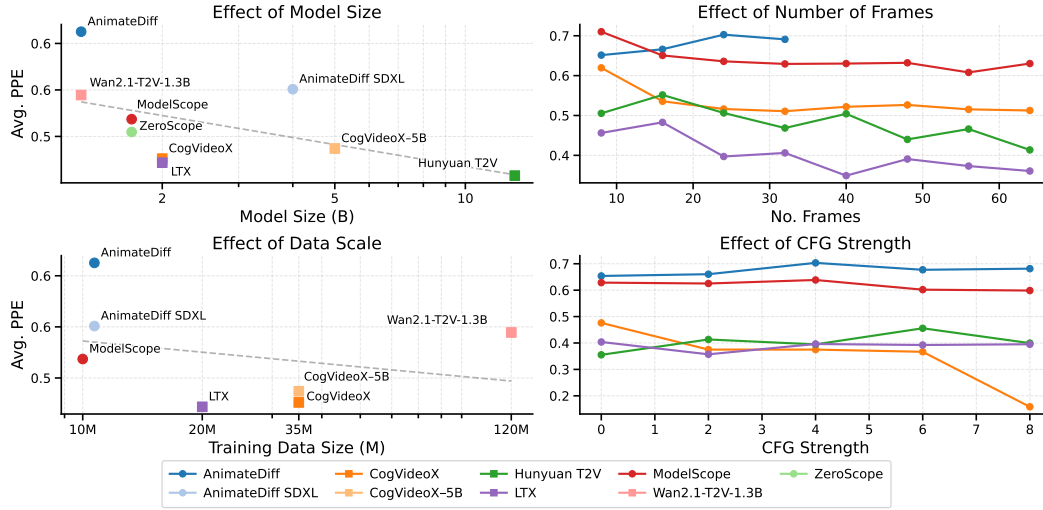 Effect of Model Size
Avg. PPE
0.6
0.6
0.5
AnimateDiff
Wan2.1-T2V-1.3B
AnimateDiff SDXL
ModelScope
ZeroScope
CogVideoX
LTX
CogVideoX–5B
Hunyuan T2V
2
5
10
Model Size (B)
Effect of Number of Frames
0.7
0.6
0.5
0.4
10
20
30
40
50
60
No. Frames
Effect of Data Scale
Avg. PPE
0.6
0.6
0.5
AnimateDiff
AnimateDiff SDXL
ModelScope
Wan2.1-T2V-1.3B
CogVideoX–5B
LTX
CogVideoX
10M
20M
35M
120M
Training Data Size (M)
Effect of CFG Strength
0.7
0.6
0.5
0.4
0.3
0.2
0
1
2
3
4
5
6
7
8
CFG Strength
AnimateDiff
CogVideoX
Hunyuan T2V
ModelScope
ZeroScope
AnimateDiff SDXL
CogVideoX–5B
LTX
Wan2.1-T2V-1.3B